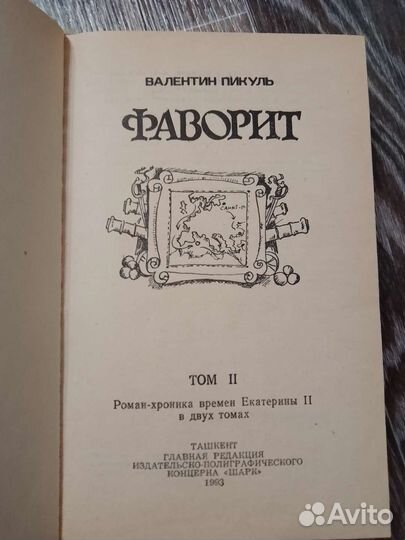 ВАЛЕНТИН ПИКУЛЬ
ФАВОРИТ
САНКТ-П
ТОМ II
Роман-хроника времен Екатерины II
в двух томах
ТАШКЕНТ
ГЛАВНАЯ РЕДАКЦИЯ
ИЗДАТЕЛЬСКО-ПОЛИГРАФИЧЕСКОГО
КОНЦЕРНА «ШАРК»
1993
Avito